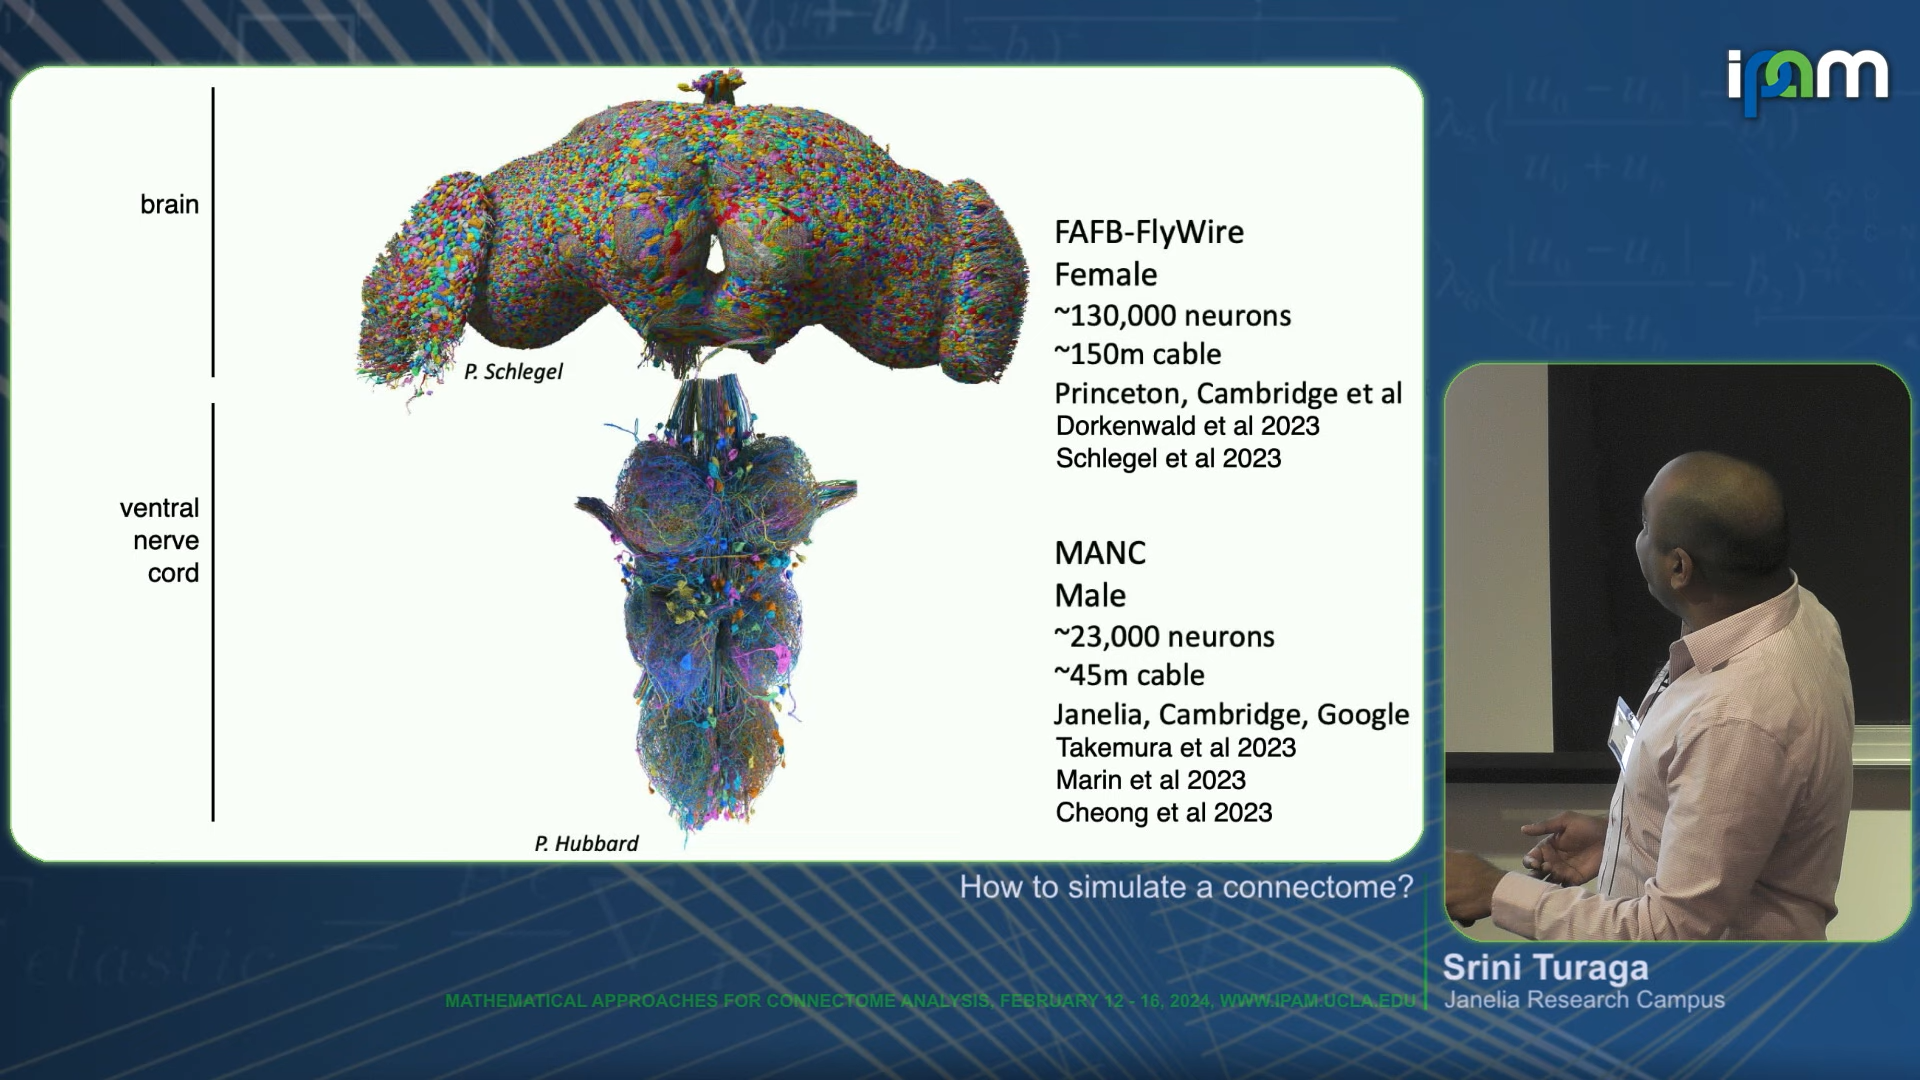 ipam
brain
P. Schlegel
FAFB-FlyWire
Female
~130,000 neurons
~150m cable
Princeton, Cambridge et al
Dorkenwald et al 2023
Schlegel et al 2023
ventral
nerve
cord
MANC
Male
~23,000 neurons
~45m cable
Janelia, Cambridge, Google
Takemura et al 2023
Marin et al 2023
Cheong et al 2023
P. Hubbard
How to simulate a connectome?
Srini Turaga
Janelia Research Campus
MATHEMATICAL APPROACHES FOR CONNECTOME ANALYSIS, FEBRUARY 12 - 16, 2024, WWW.IPAM.UCLA.EDU
elastic